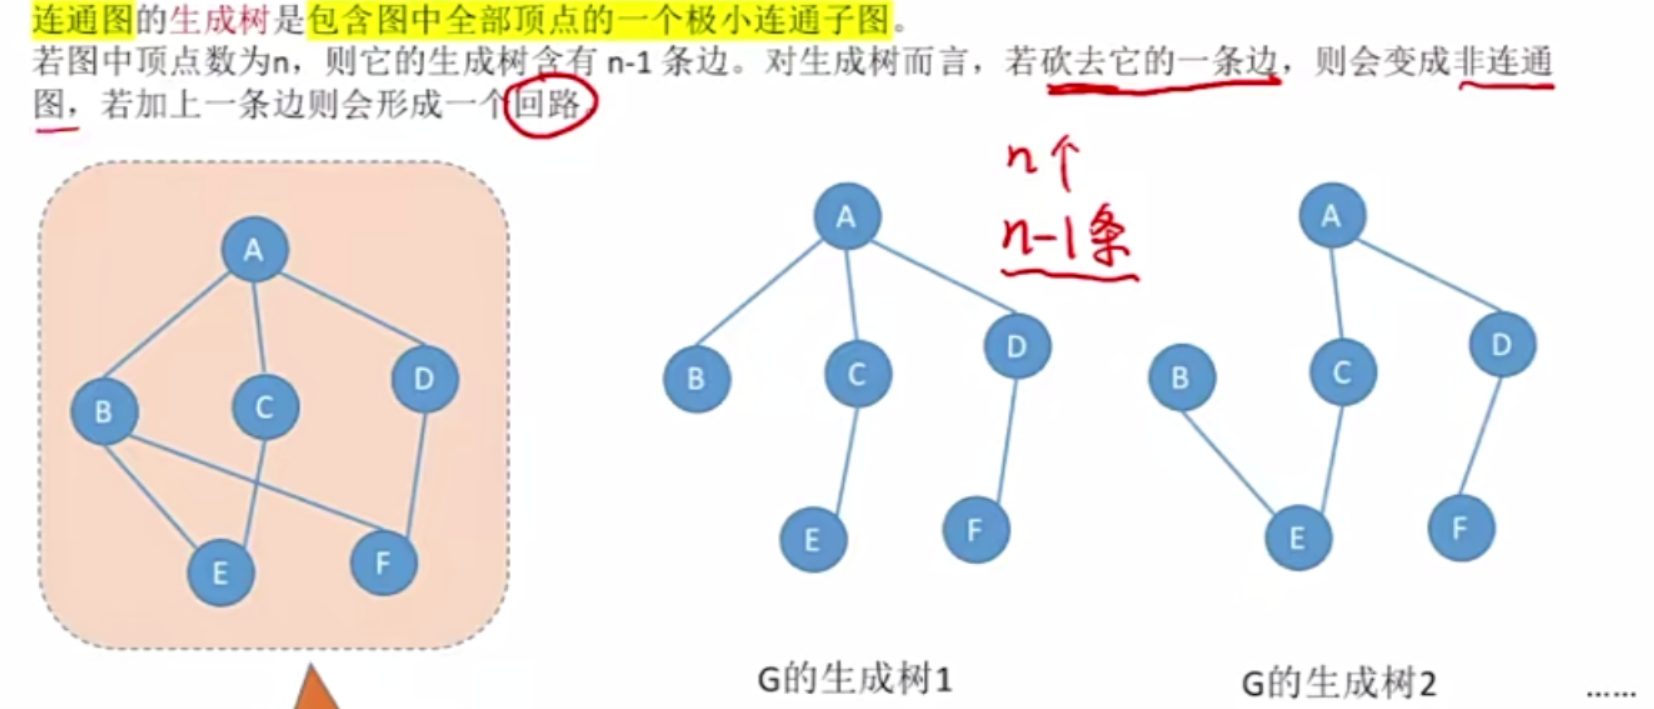 连通图的生成树是包含图中全部顶点的一个极小连通子图。
若图中顶点数为n，则它的生成树含有 n-1 条边。对生成树而言，若砍去它的一条边，则会变成非连通
图，若加上一条边则会形成一个回路。
n个
n-1条
A
B
C
D
E
F
A
B
C
D
E
F
A
B
C
D
E
F
G的生成树1
G的生成树2
......